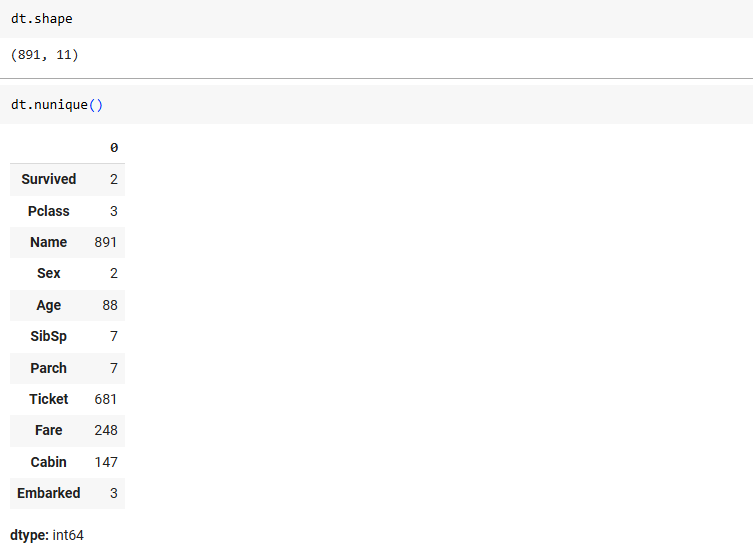 dt.shape
(891, 11)
dt.nunique()
0
Survived 2
Pclass 3
Name 891
Sex 2
Age 88
SibSp 7
Parch 7
Ticket 681
Fare 248
Cabin 147
Embarked 3
dtype: int64